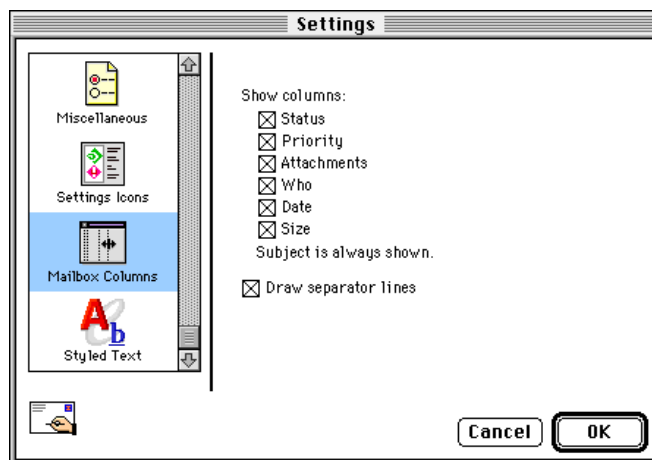 Settings
Miscellaneous
Settings Icons
Mailbox Columns
Styled Text
Show columns:
Status
Priority
Attachments
Who
Date
Size
Subject is always shown.
Draw separator lines
Cancel
OK